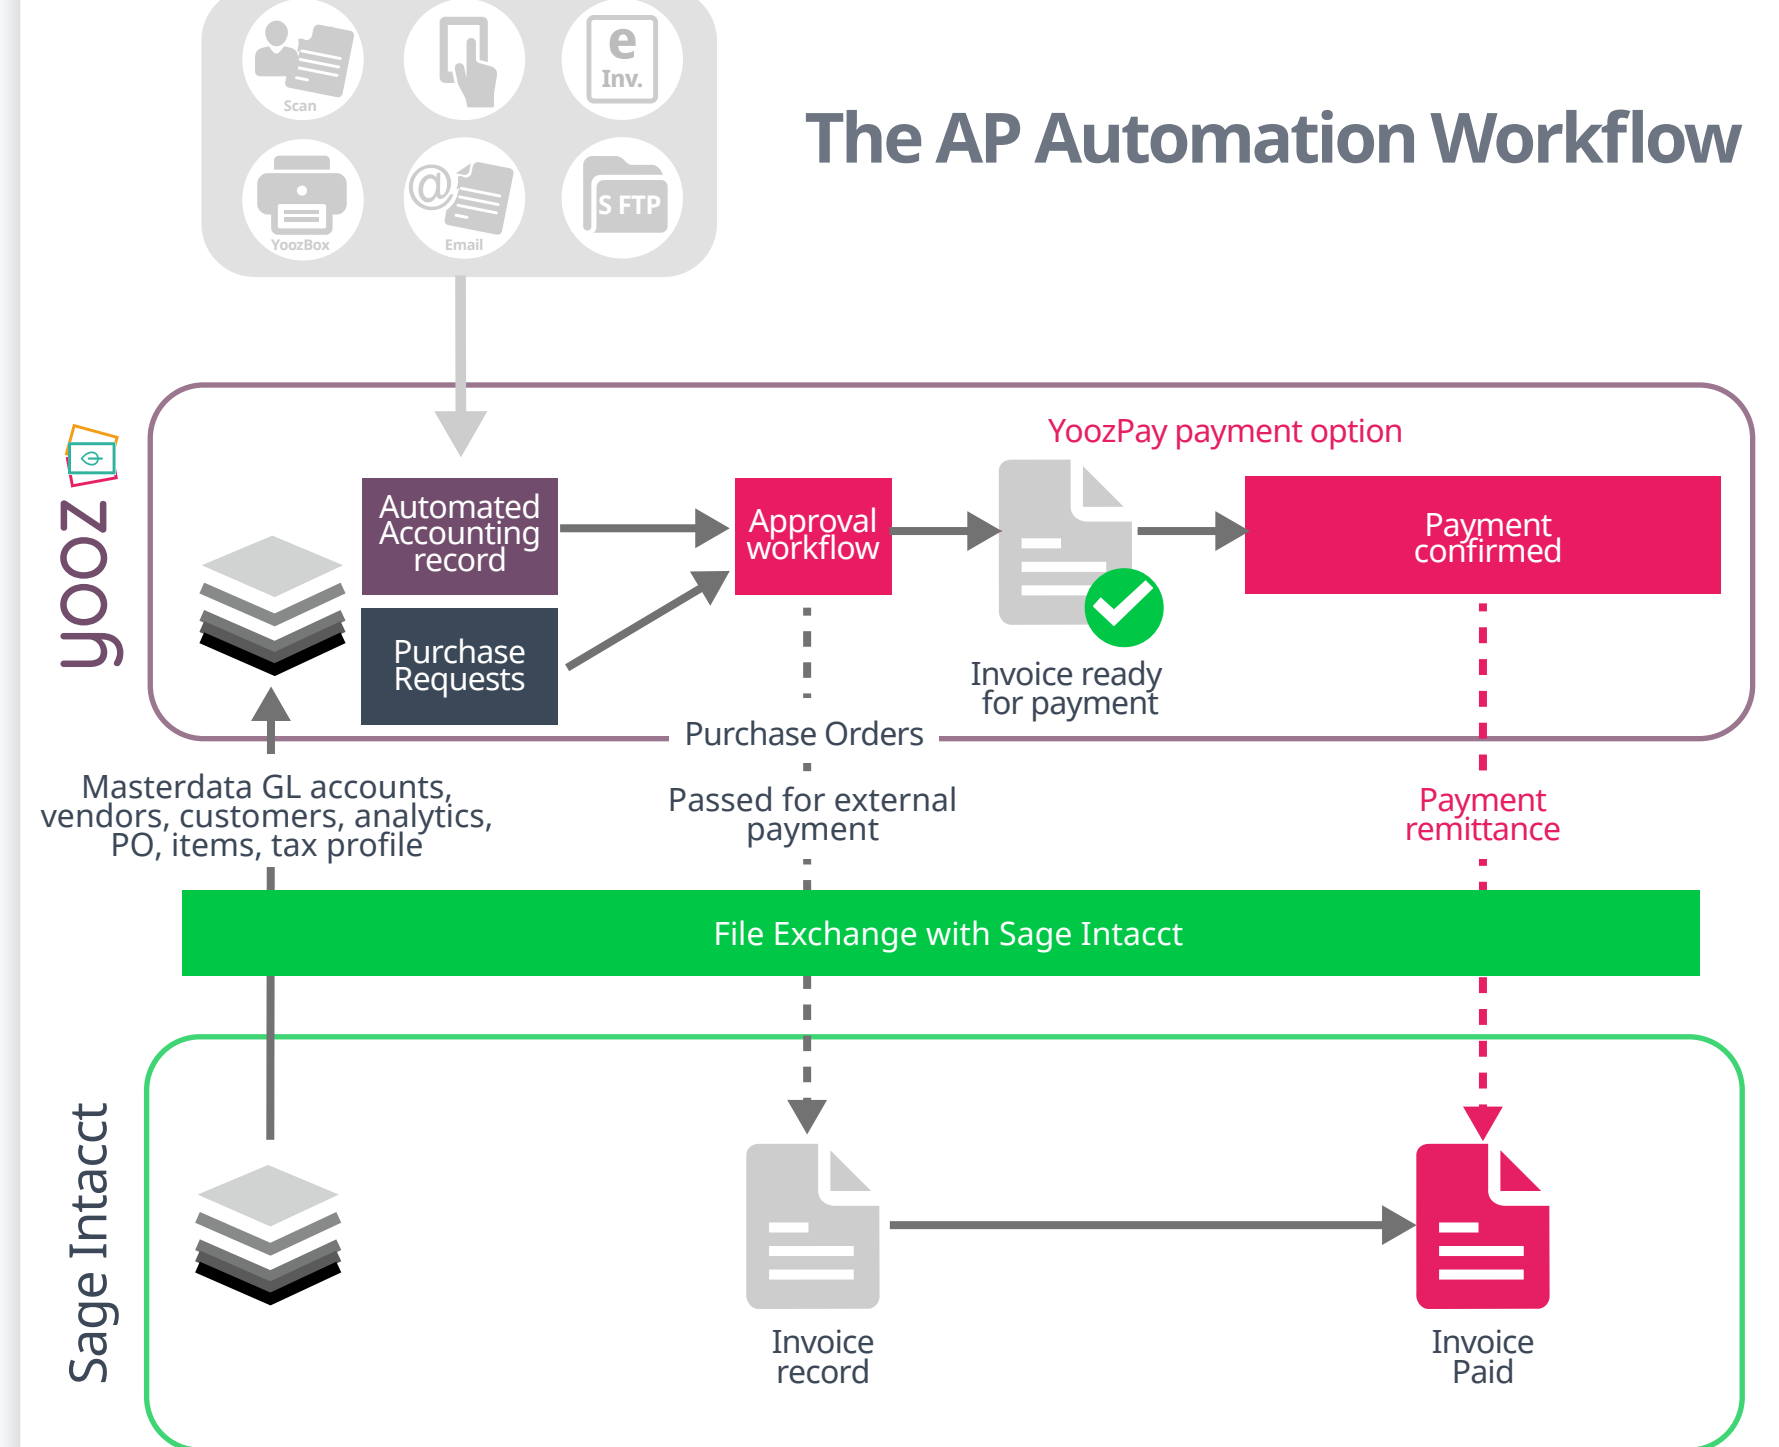 Scan
e
Inv.
YoozBox
@
Email
S FTP
The AP Automation Workflow
yooz
YoozPay payment option
Automated
Accounting
record
Purchase
Requests
Approval
workflow
Payment
confirmed
Invoice ready
for payment
Purchase Orders
Masterdata GL accounts,
vendors, customers, analytics,
PO, items, tax profile
Passed for external
payment
Payment
remittance
File Exchange with Sage Intacct
Sage Intacct
Invoice
record
Invoice
Paid